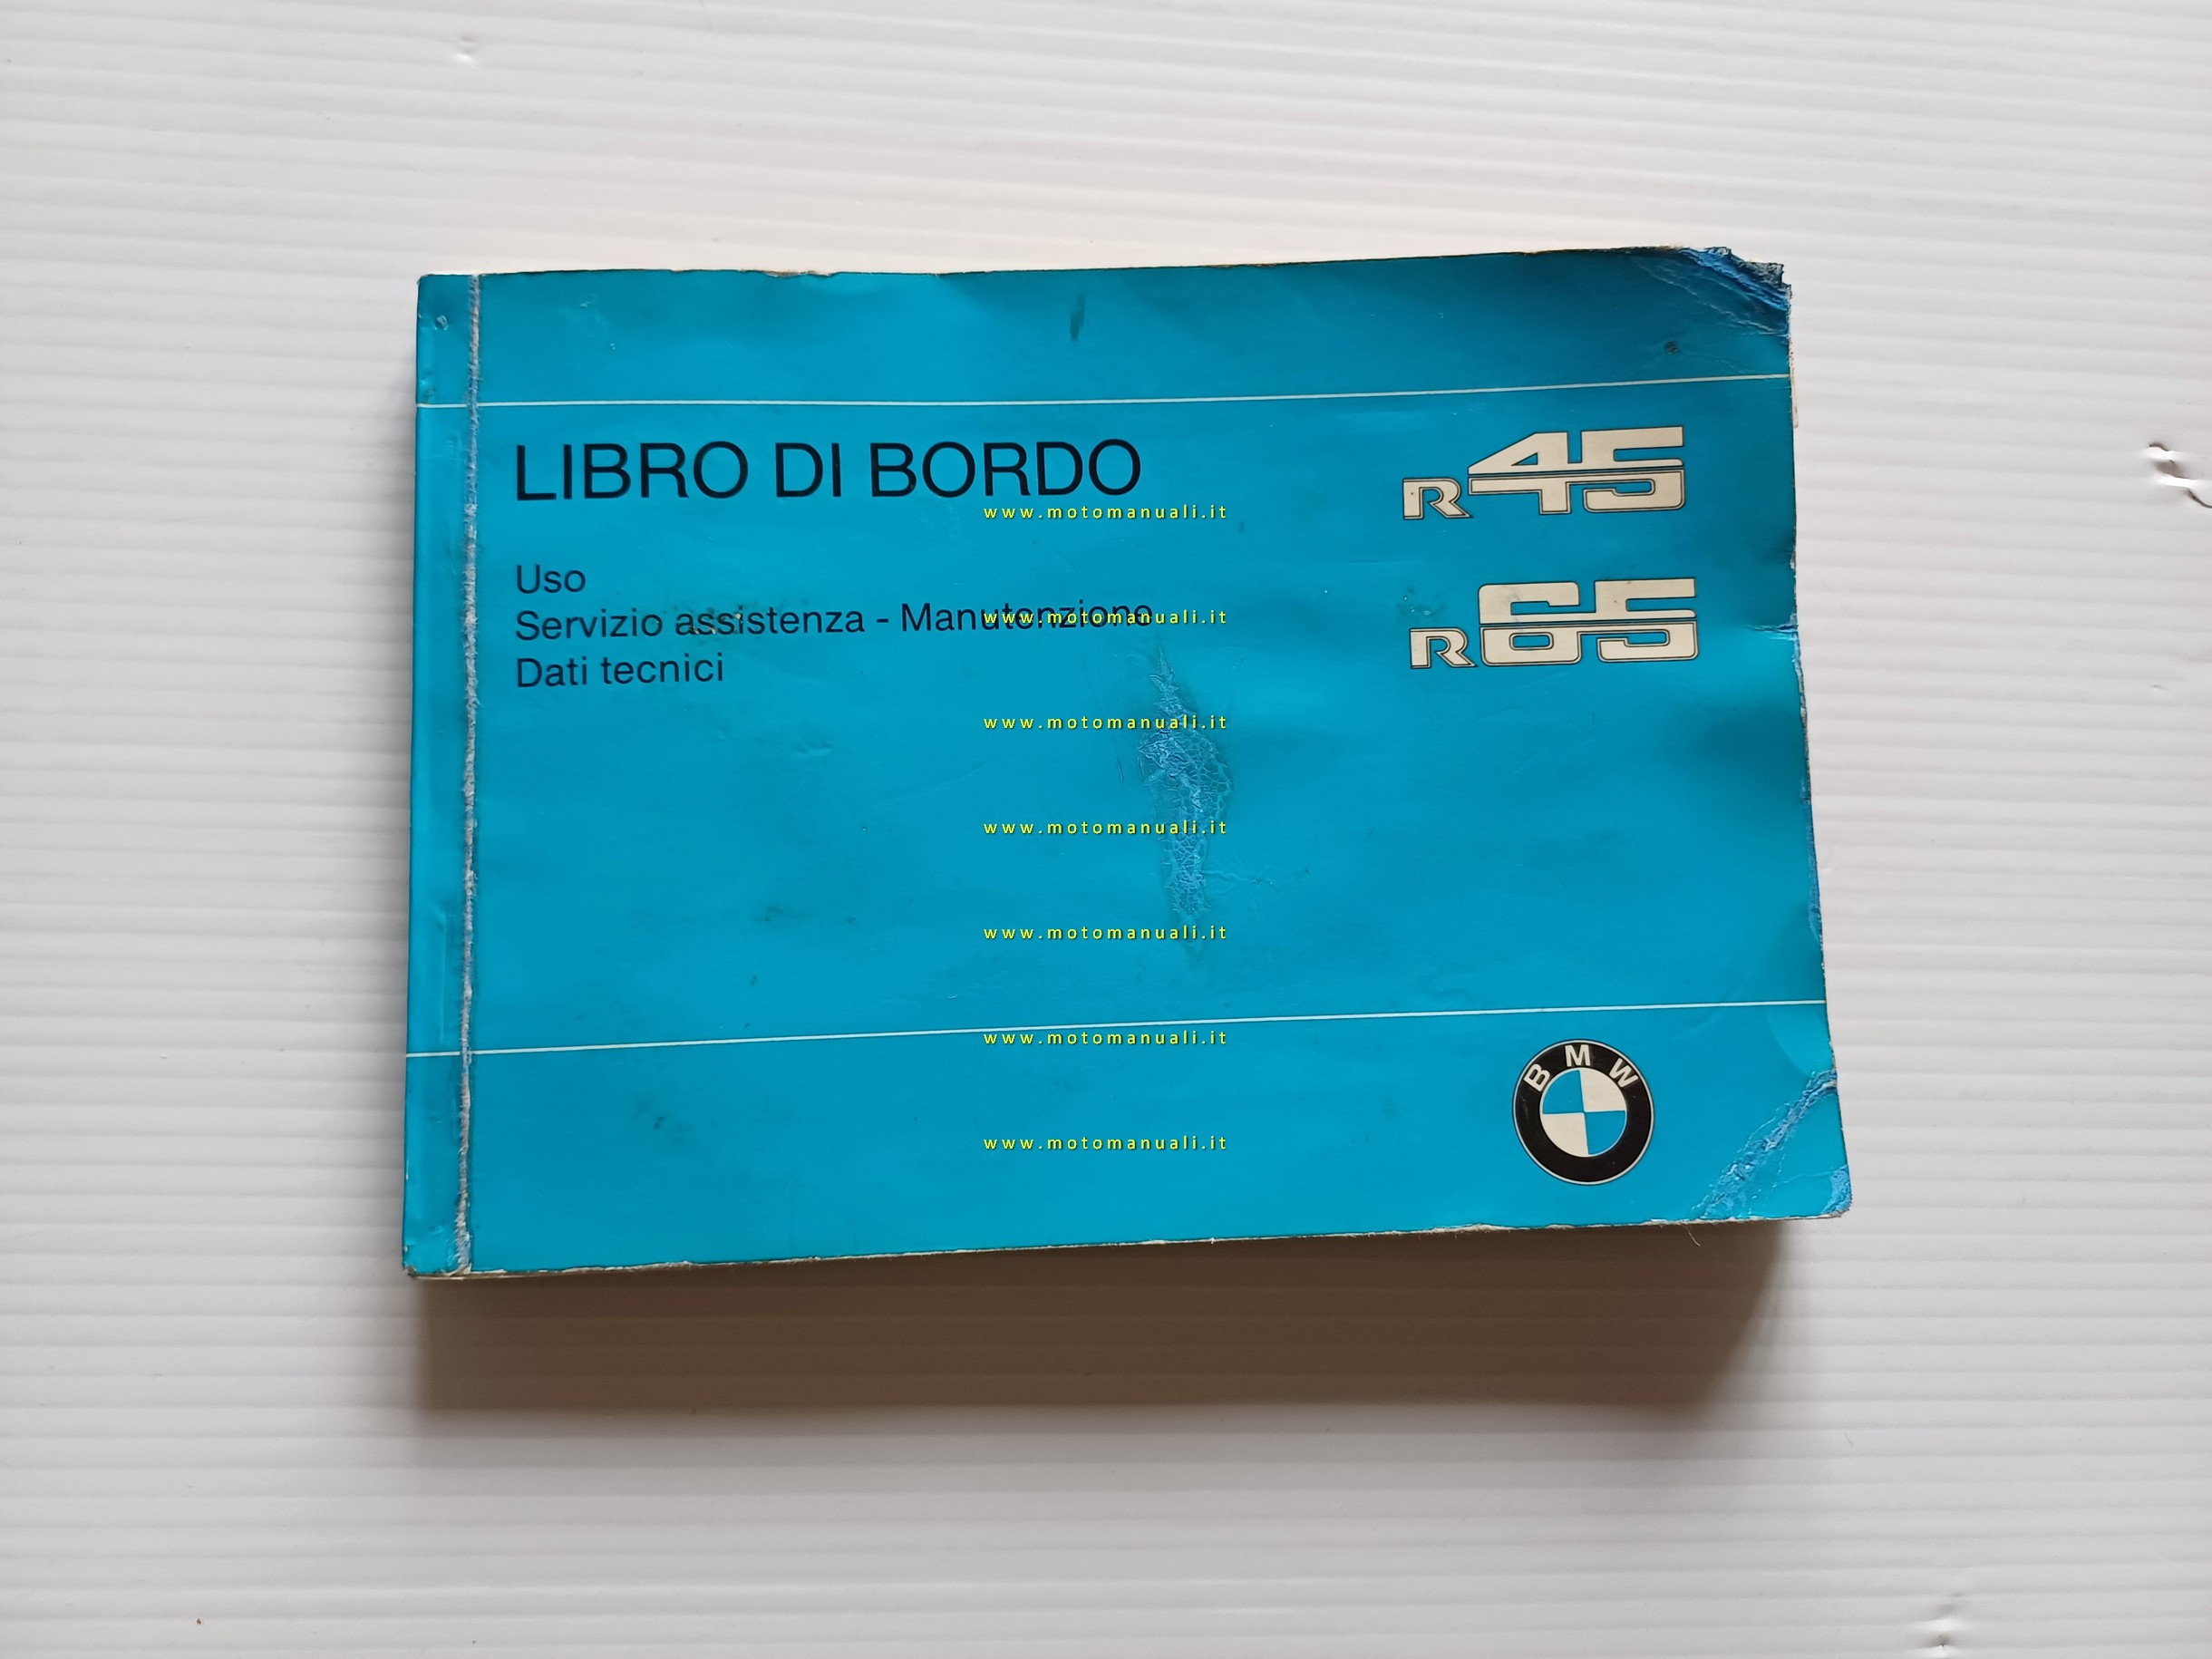 LIBRO DI BORDO
R45
www.motomanuali.it
Uso
R65
Servizio assistenza - Manutenzione
www.motomanuali.it
Dati tecnici
www.motomanuali.it
www.motomanuali.it
www.motomanuali.it
www.motomanuali.it
BMW
www.motomanuali.it